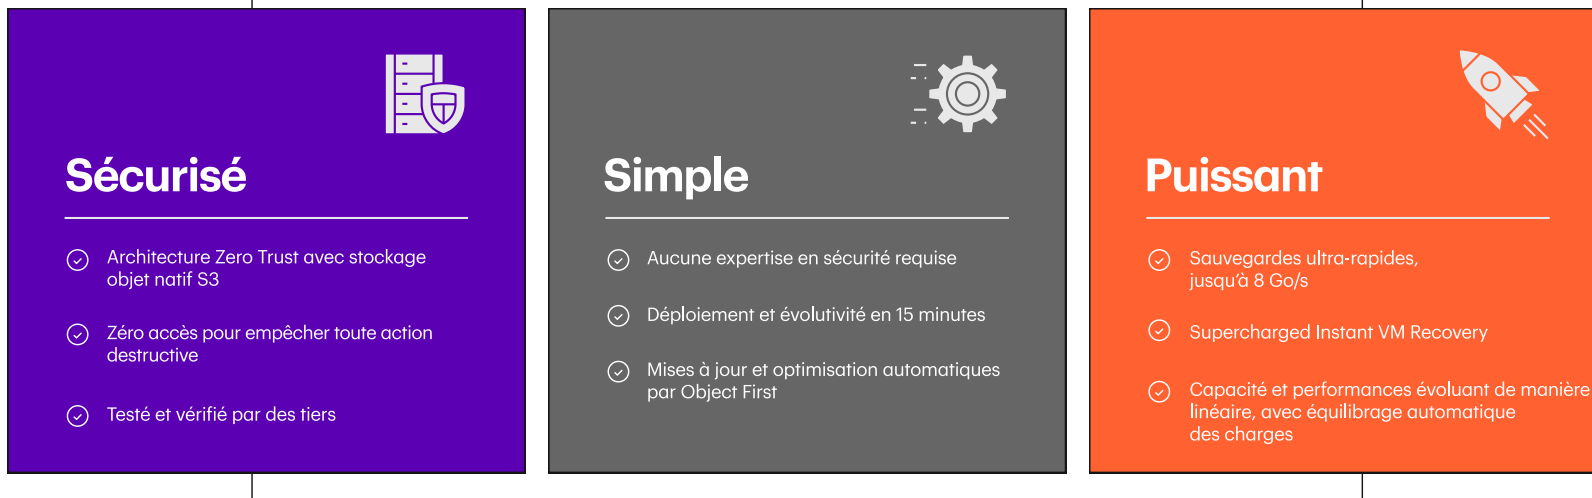 Sécurisé
Architecture Zero Trust avec stockage
objet natif S3
Zéro accès pour empêcher toute action
destructive
Testé et vérifié par des tiers
Simple
Aucune expertise en sécurité requise
Déploiement et évolutivité en 15 minutes
Mises à jour et optimisation automatiques
par Object First
Puissant
Sauvegardes ultra-rapides,
jusqu'à 8 Go/s
Supercharged Instant VM Recovery
Capacité et performances évoluant de manière
linéaire, avec équilibrage automatique
des charges